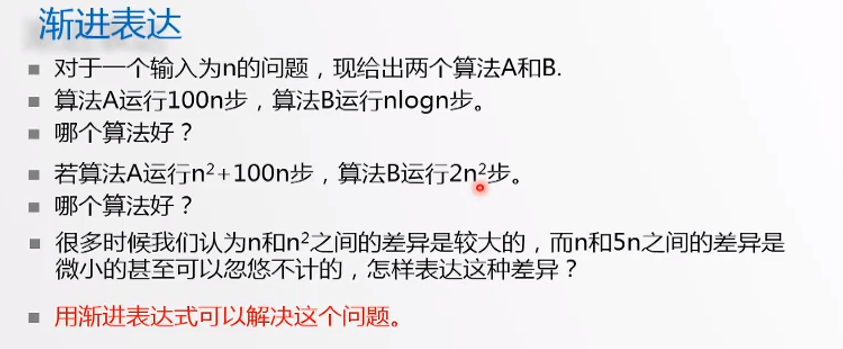 渐进表达
■ 对于一个输入为n的问题，现给出两个算法A和B.
■ 算法A运行100n步，算法B运行nlogn步。
■ 哪个算法好？
■ 若算法A运行n²+100n步，算法B运行2n²步。
■ 哪个算法好？
■ 很多时候我们认为n和n²之间的差异是较大的，而n和5n之间的差异是
微小的甚至可以忽悠不计的，怎样表达这种差异？
■ 用渐进表达式可以解决这个问题。